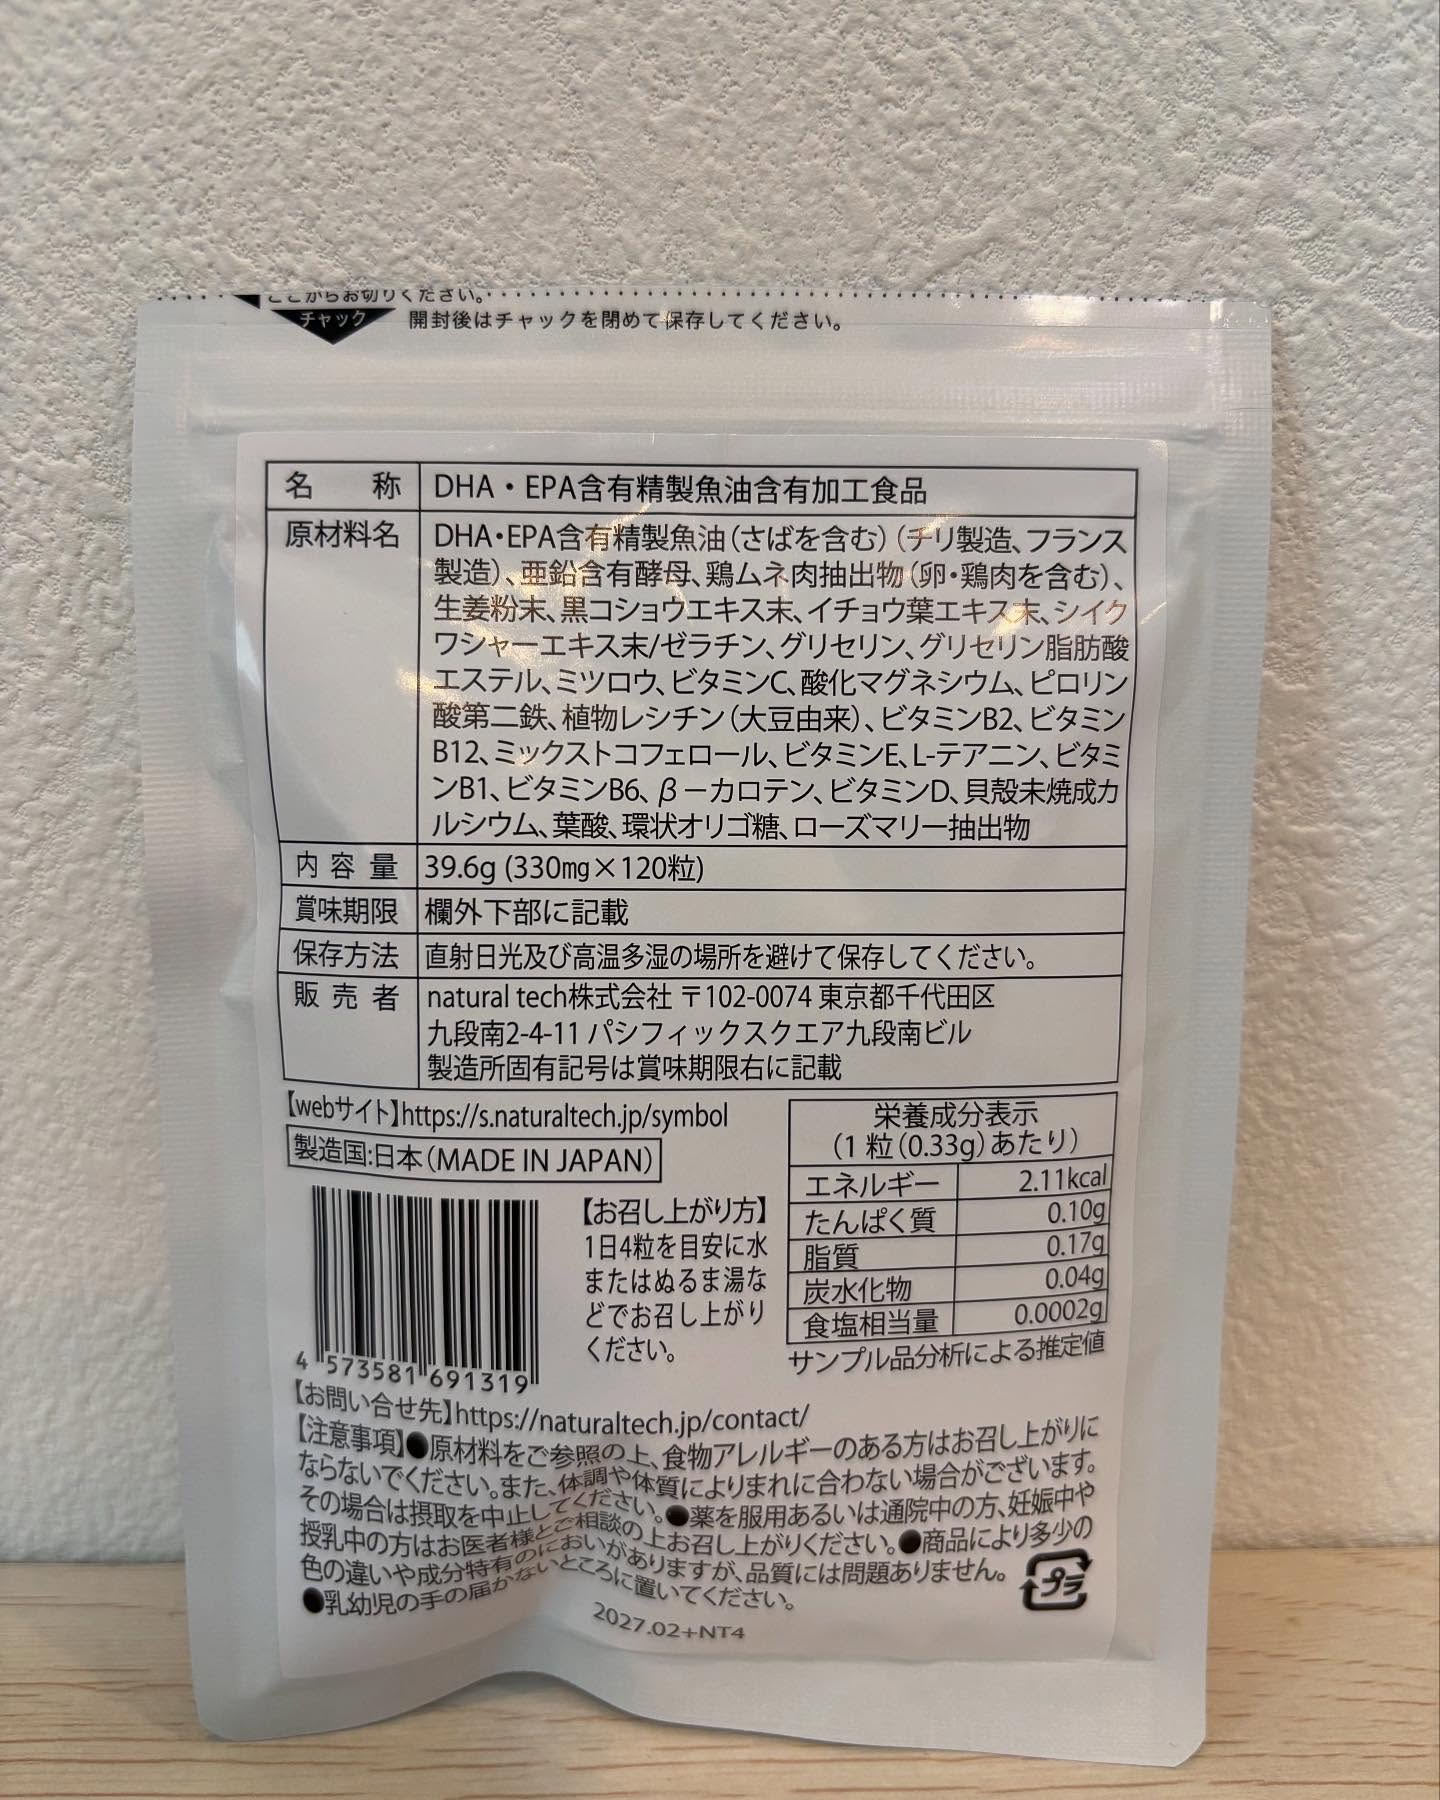 ここからお切りください。
チャック 開封後はチャックを閉めて保存してください。
名称 DHA・EPA含有精製魚油含有加工食品
原材料名 DHA・EPA含有精製魚油(さばを含む)(チリ製造、フランス
製造)、亜鉛含有酵母、鶏ムネ肉抽出物(卵・鶏肉を含む)、
生姜粉末、黒コショウエキス末、イチョウ葉エキス末、シイク
ワシャーエキス末/ゼラチン、グリセリン、グリセリン脂肪酸
エステル、ミツロウ、ビタミンC、酸化マグネシウム、ピロリン
酸第二鉄、植物レシチン(大豆由来)、ビタミンB2、ビタミン
B12、ミックストコフェロール、ビタミンE、L-テアニン、ビタミ
ンB1、ビタミンB6、β－カロテン、ビタミンD、貝殻未焼成カ
ルシウム、葉酸、環状オリゴ糖、ローズマリー抽出物
内容量 39.6g (330mg×120粒)
賞味期限 欄外下部に記載
保存方法 直射日光及び高温多湿の場所を避けて保存してください。
販売者 natural tech株式会社 〒102-0074 東京都千代田区
九段南2-4-11 パシフィックスクエア九段南ビル
製造所固有記号は賞味期限右に記載
【webサイト】https://s.naturaltech.jp/symbol
製造国:日本(MADE IN JAPAN)
4 573581 691319
【お召し上がり方】
1日4粒を目安に水
またはぬるま湯な
どでお召し上がり
ください。
栄養成分表示
(1粒(0.33g)あたり)
エネルギー 2.11kcal
たんぱく質 0.10g
脂質 0.17g
炭水化物 0.04g
食塩相当量 0.0002g
サンプル品分析による推定値
【お問い合せ先】https://naturaltech.jp/contact/
【注意事項】●原材料をご参照の上、食物アレルギーのある方はお召し上がりに
ならないでください。また、体調や体質によりまれに合わない場合がございます。
その場合は摂取を中止してください。●薬を服用あるいは通院中の方、妊娠中や
授乳中の方はお医者様とご相談の上お召し上がりください。●商品により多少の
色の違いや成分特有のにおいがありますが、品質には問題ありません。
●乳幼児の手の届かないところに置いてください。
プラ
2027.02+NT4